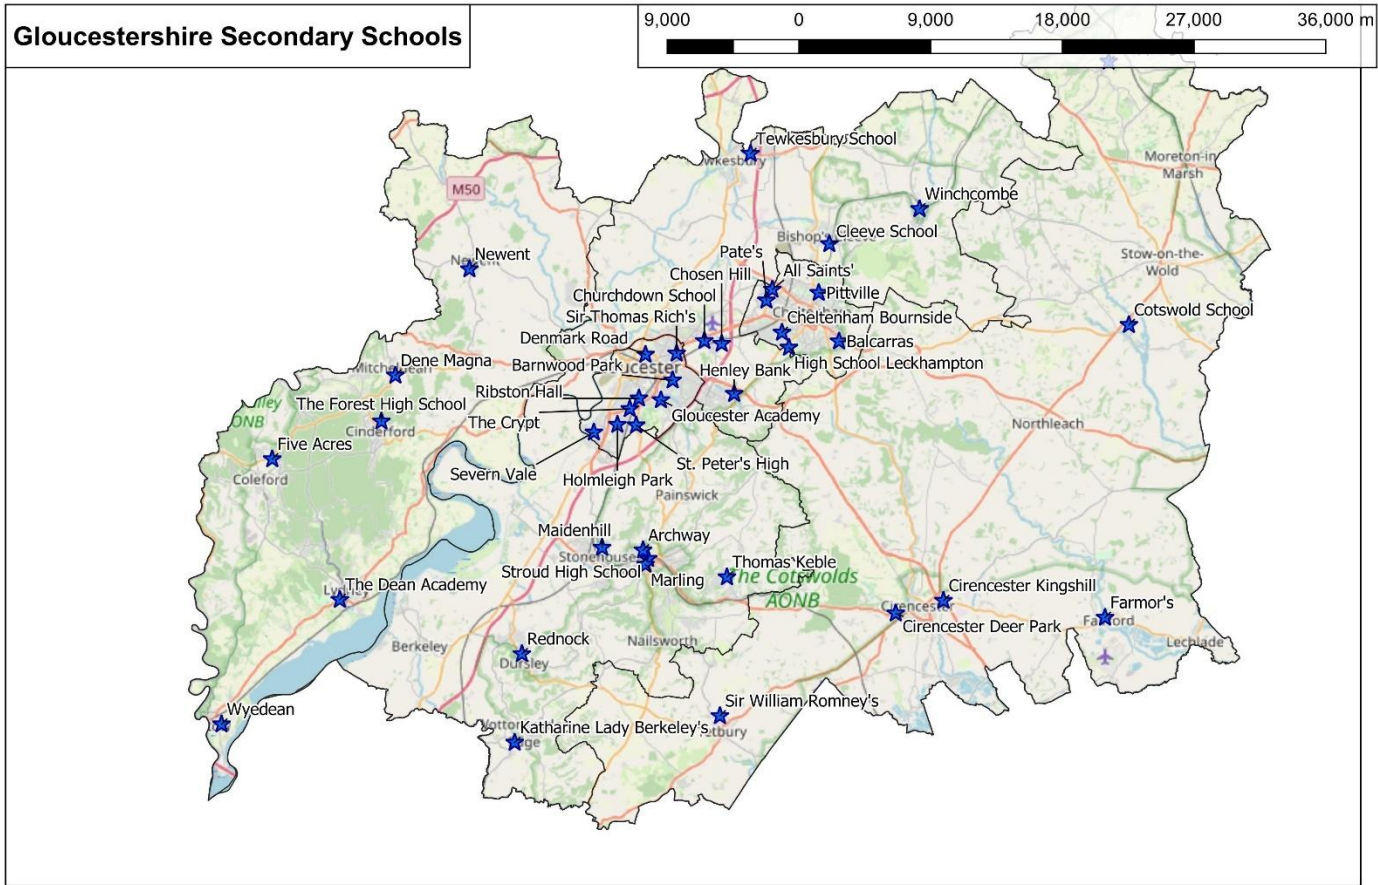 Gloucestershire Secondary Schools
9,000 0 9,000 18,000 27,000 36,000 m
Tewkesbury School
Moreton-in
Marsh
M50
Winchcombe
Cleeve School
Newent
Pate's
All Saints'
Stow-on-the-
Wold
Chosen Hill
Pittville
Churchdown School
Cotswold School
Sir Thomas Rich's
Cheltenham Bournside
Denmark Road
Balcarras
Dene Magna
Barnwood Park
High School Leckhampton
Henley Bank
Ribston Hall
The Forest High School
Gloucester Academy
The Crypt
Cinderford
Northleach
AONB
Five Acres
Coleford
Severn Vale
St. Peter's High
Holmleigh Park
Painswick
Maidenhill
Archway
Stonehouse
Thomas Keble
Stroud High School
Marling
The Cotswolds
AONB
The Dean Academy
Cirencester Kingshill
Farmor's
Cirencester Deer Park
Rednock
Dursley
Berkeley
Nailsworth
Lechlade
Sir William Romney's
Wyedean
Katharine Lady Berkeley's